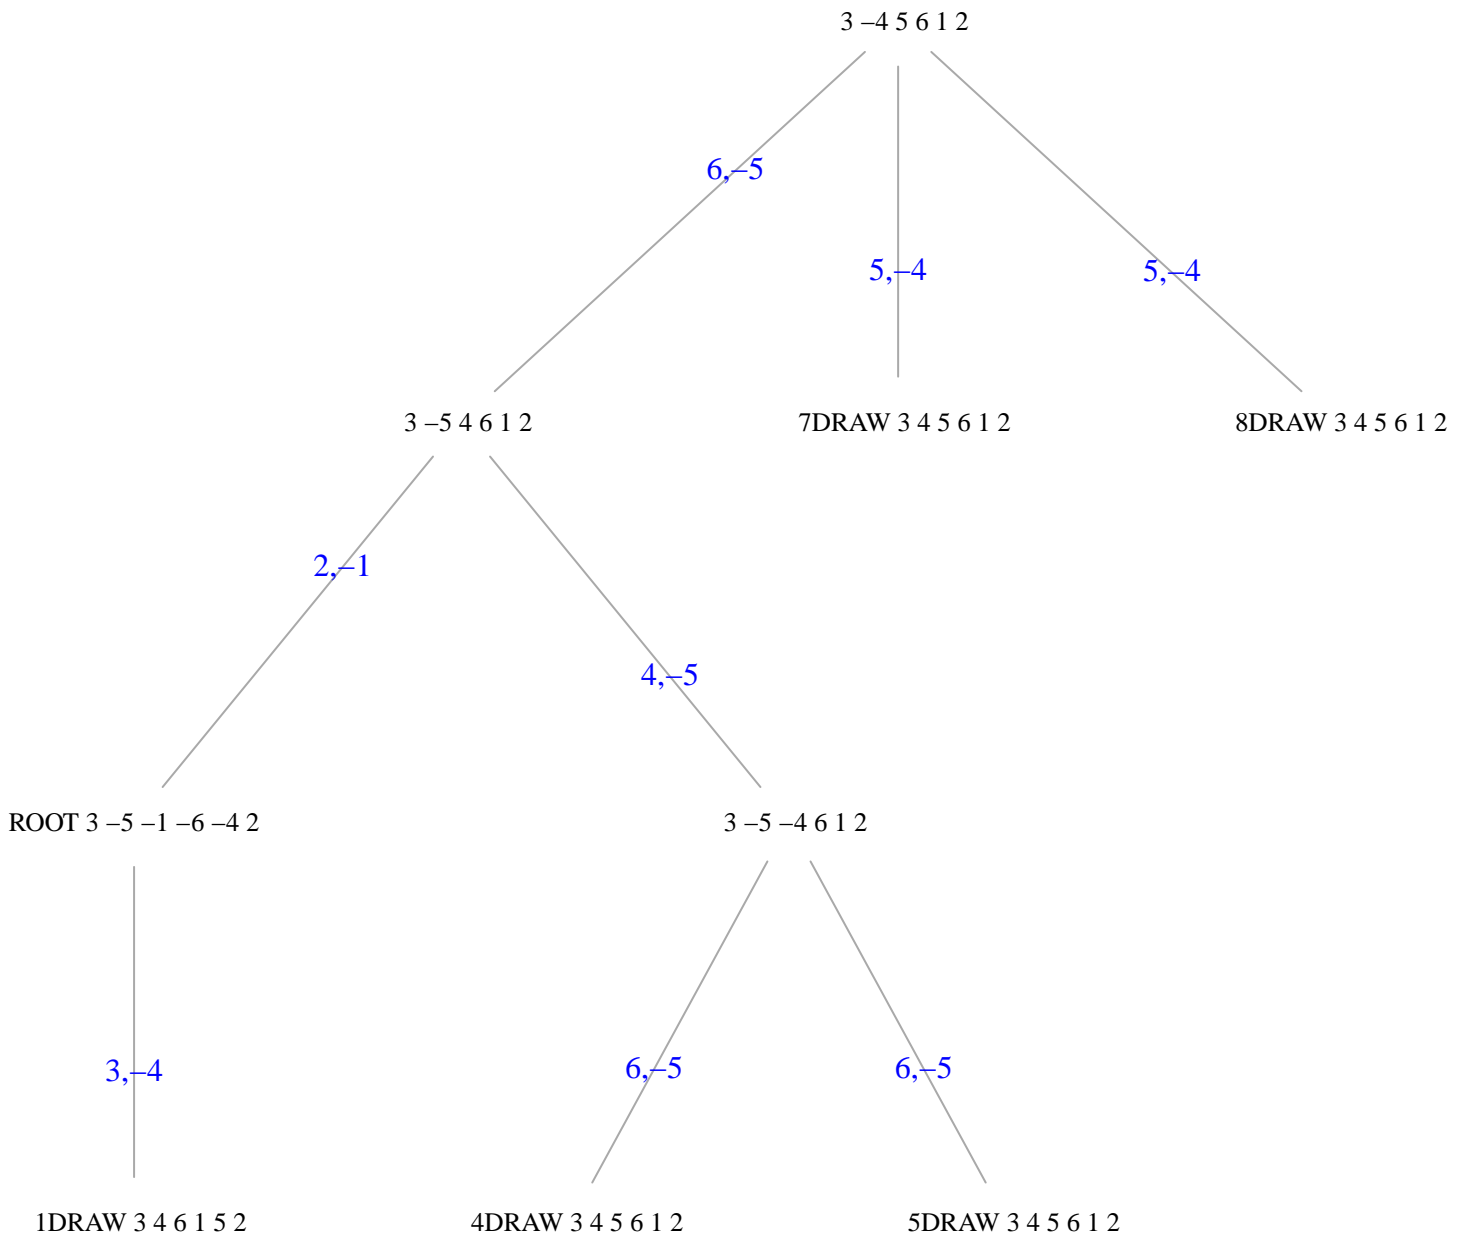 3 –4 5 6 1 2
6,–5
5,–4
5,–4
3 –5 4 6 1 2
7DRAW 3 4 5 6 1 2
8DRAW 3 4 5 6 1 2
2,–1
4,–5
ROOT 3 –5 –1 –6 –4 2
3 –5 –4 6 1 2
3,–4
6,–5
6,–5
1DRAW 3 4 6 1 5 2
4DRAW 3 4 5 6 1 2
5DRAW 3 4 5 6 1 2